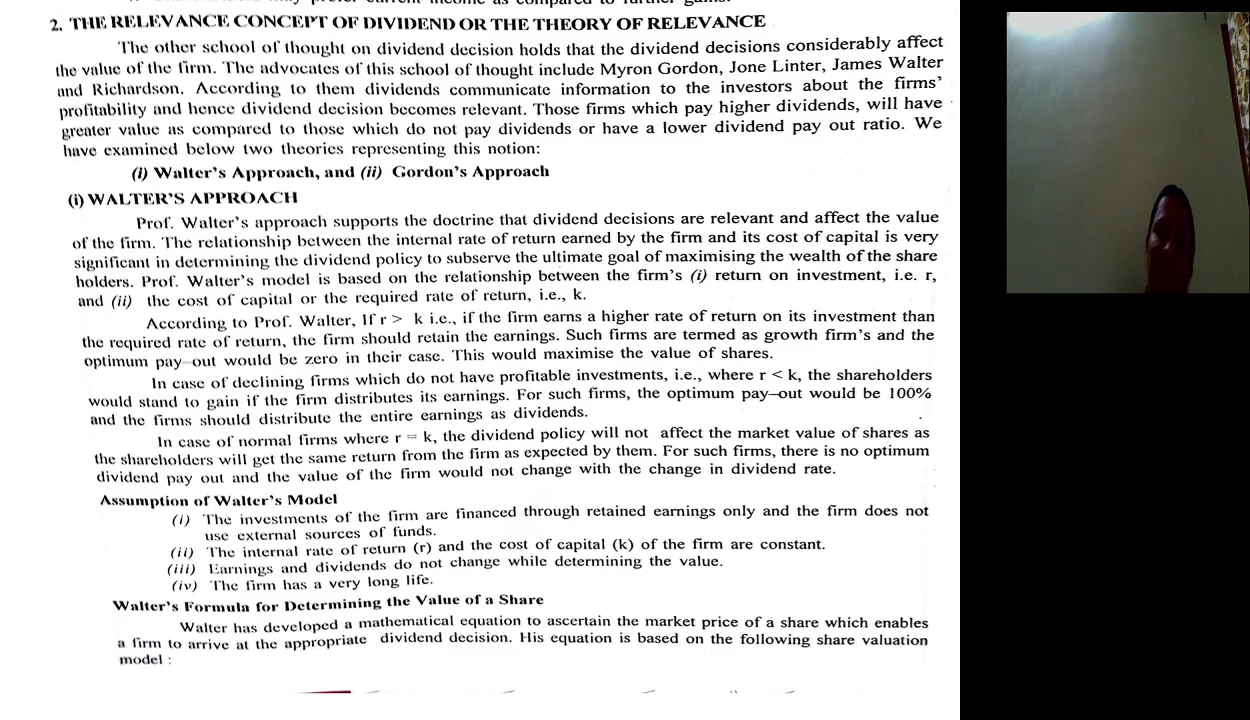 2. THE RELEVANCE CONCEPT OF DIVIDEND OR THE THEORY OF RELEVANCE
The other school of thought on dividend decision holds that the dividend decisions considerably affect
the value of the firm. The advocates of this school of thought include Myron Gordon, Jone Linter, James Walter
and Richardson. According to them dividends communicate information to the investors about the firms'
profitability and hence dividend decision becomes relevant. Those firms which pay higher dividends, will have
greater value as compared to those which do not pay dividends or have a lower dividend pay out ratio. We
have examined below two theories representing this notion:
(i) Walter's Approach, and (ii) Gordon's Approach
(i) WALTER'S APPROACH
Prof. Walter's approach supports the doctrine that dividend decisions are relevant and affect the value
of the firm. The relationship between the internal rate of return earned by the firm and its cost of capital is very
significant in determining the dividend policy to subserve the ultimate goal of maximising the wealth of the share
holders. Prof. Walter's model is based on the relationship between the firm's (i) return on investment, i.e. r,
and (ii) the cost of capital or the required rate of return, i.e., k.
According to Prof. Walter, If r > k i.e., if the firm earns a higher rate of return on its investment than
the required rate of return, the firm should retain the earnings. Such firms are termed as growth firm's and the
optimum pay-out would be zero in their case. This would maximise the value of shares.
In case of declining firms which do not have profitable investments, i.e., where r < k, the shareholders
would stand to gain if the firm distributes its earnings. For such firms, the optimum pay-out would be 100%
and the firms should distribute the entire earnings as dividends.
In case of normal firms where r = k, the dividend policy will not affect the market value of shares as
the shareholders will get the same return from the firm as expected by them. For such firms, there is no optimum
dividend pay out and the value of the firm would not change with the change in dividend rate.
Assumption of Walter's Model
(i) The investments of the firm are financed through retained earnings only and the firm does not
use external sources of funds.
(ii) The internal rate of return (r) and the cost of capital (k) of the firm are constant.
(iii) Earnings and dividends do not change while determining the value.
(iv) The firm has a very long life.
Walter's Formula for Determining the Value of a Share
Walter has developed a mathematical equation to ascertain the market price of a share which enables
a firm to arrive at the appropriate dividend decision. His equation is based on the following share valuation
model :